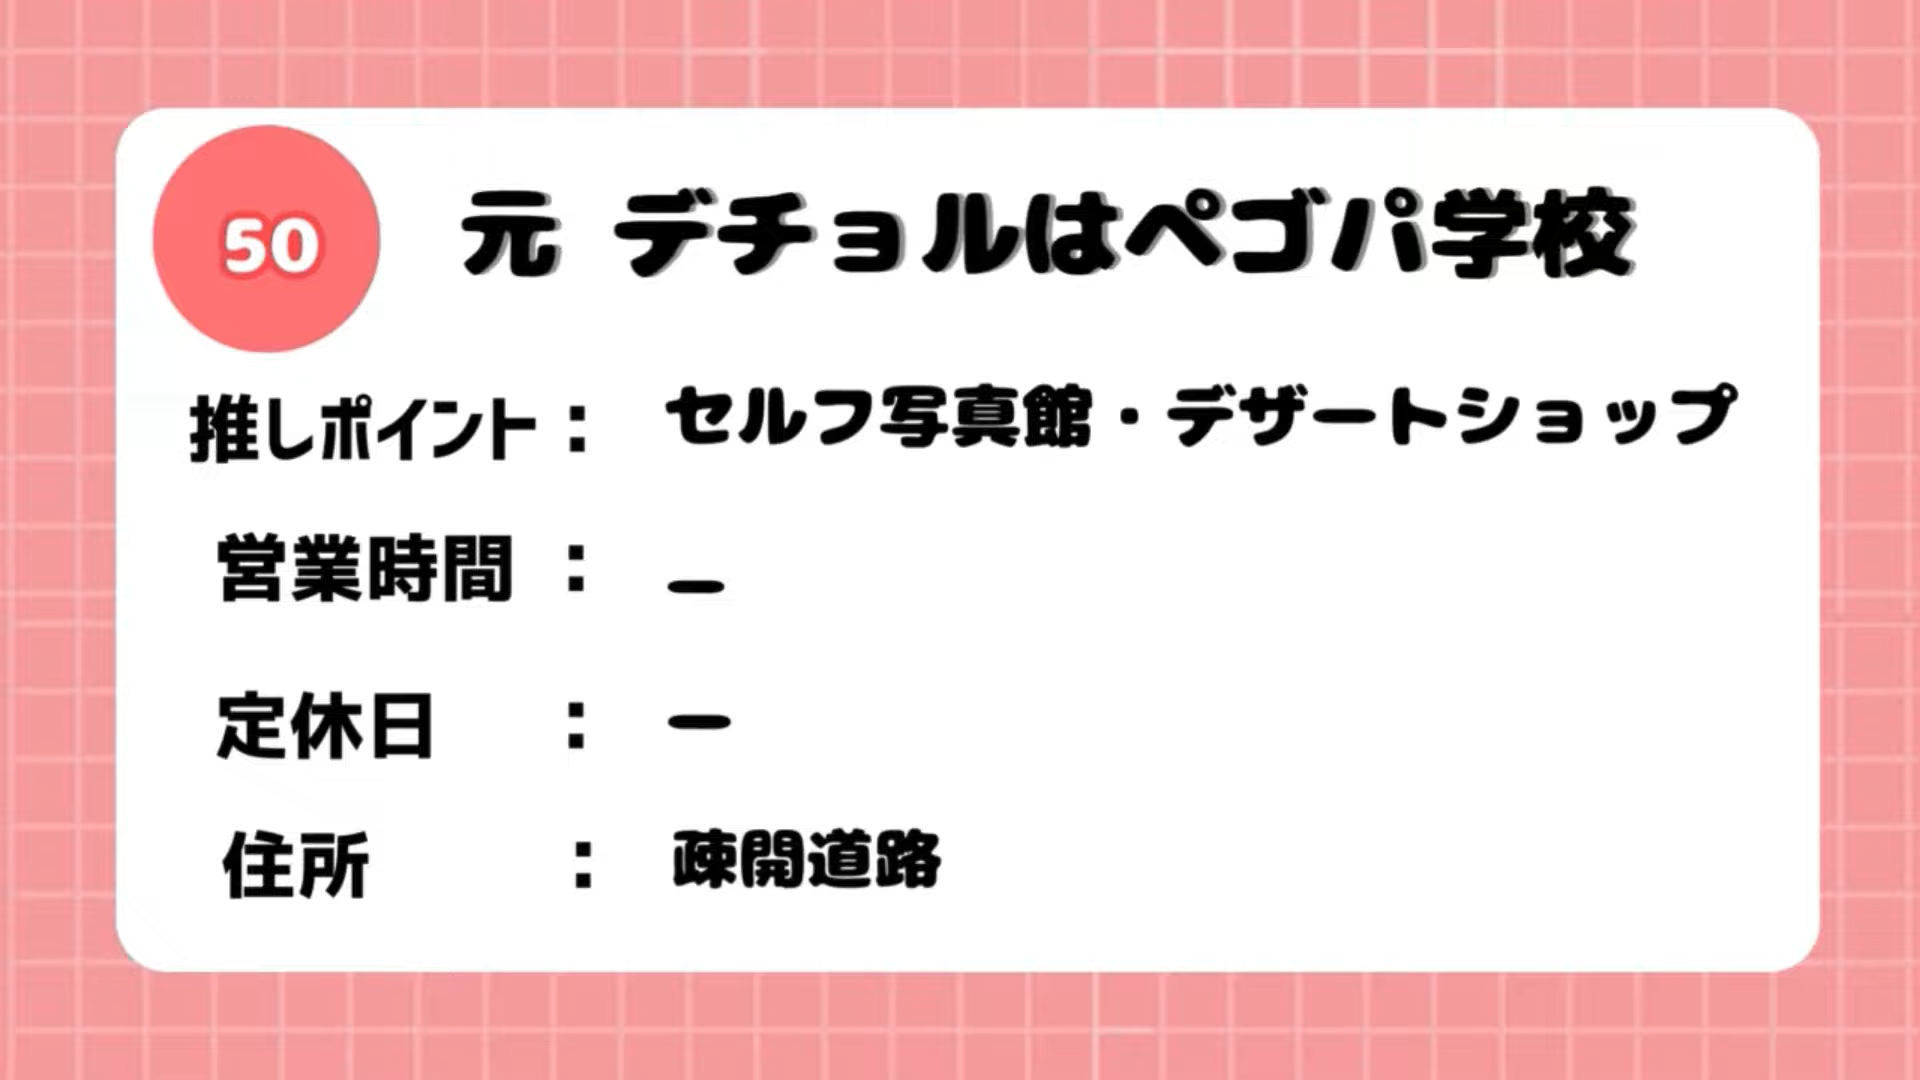 50
元 デチョルはペゴパ学校
推しポイント： セルフ写真館・デザートショップ
営業時間 ： ー
定休日 ： ー
住所 ： 疎開道路